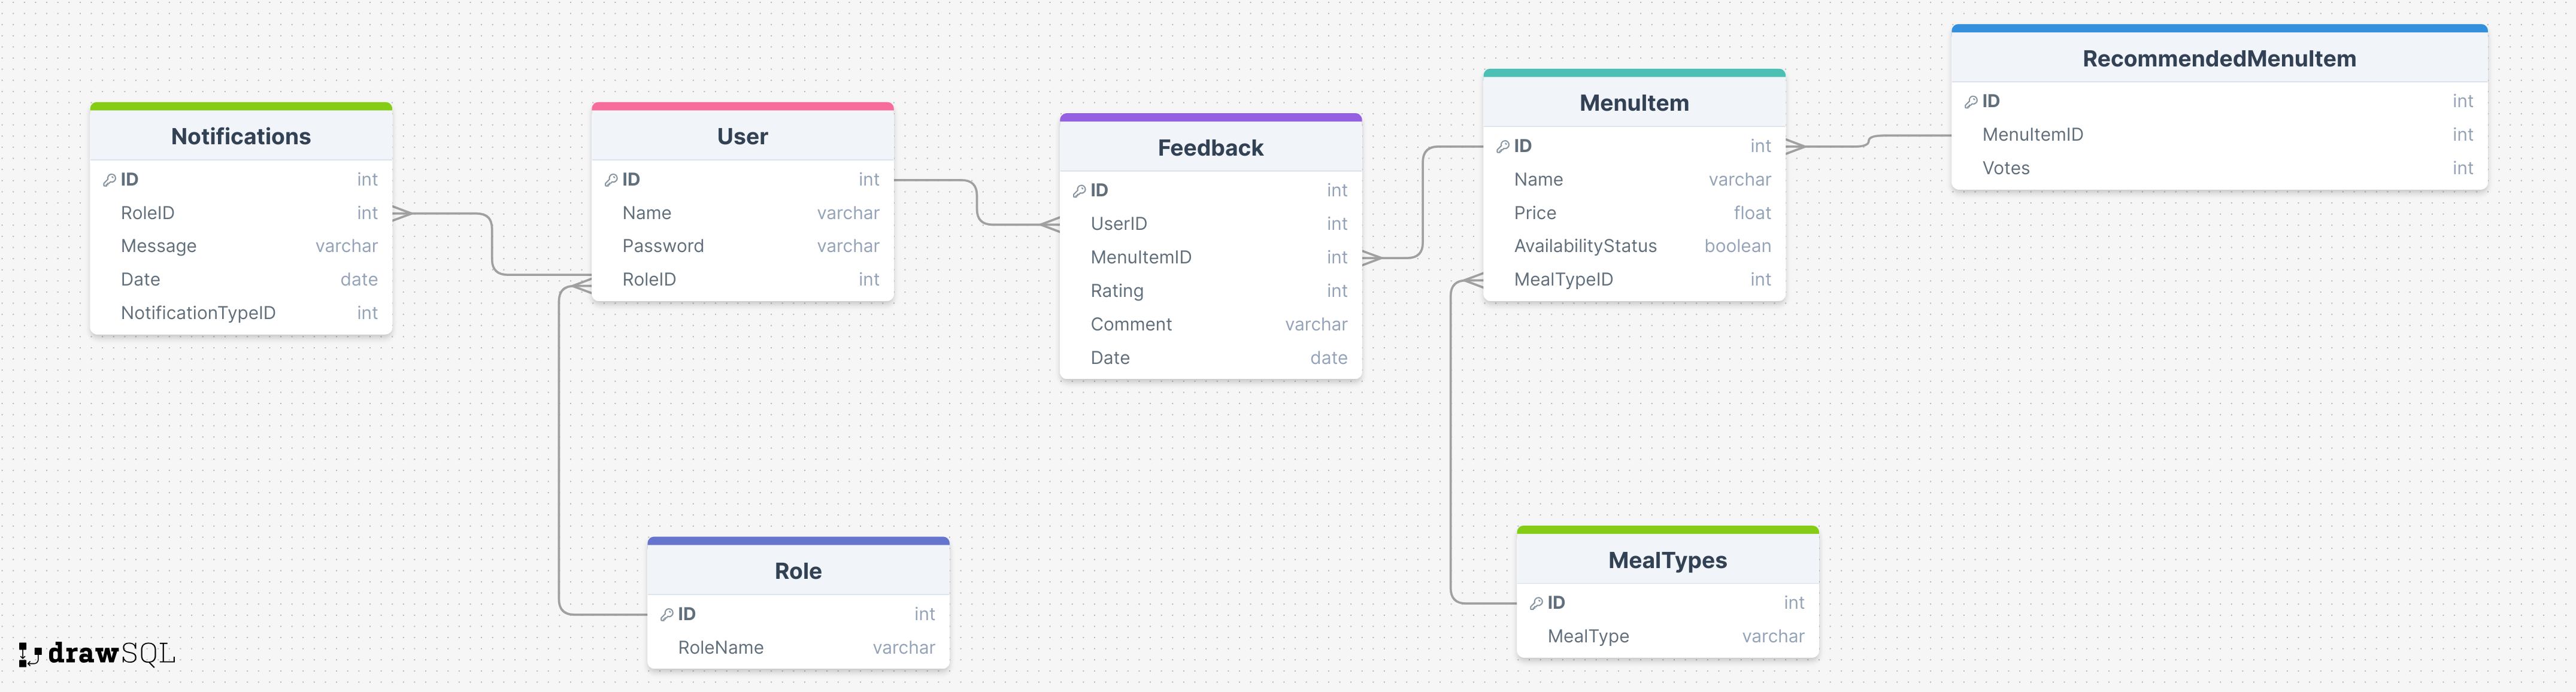 Notifications
ID int
RoleID int
Message varchar
Date date
NotificationTypeID int
User
ID int
Name varchar
Password varchar
RoleID int
Feedback
ID int
UserID int
MenuItemID int
Rating int
Comment varchar
Date date
MenuItem
ID int
Name varchar
Price float
AvailabilityStatus boolean
MealTypeID int
RecommendedMenuItem
ID int
MenuItemID int
Votes int
Role
ID int
RoleName varchar
MealTypes
ID int
MealType varchar
drawSQL